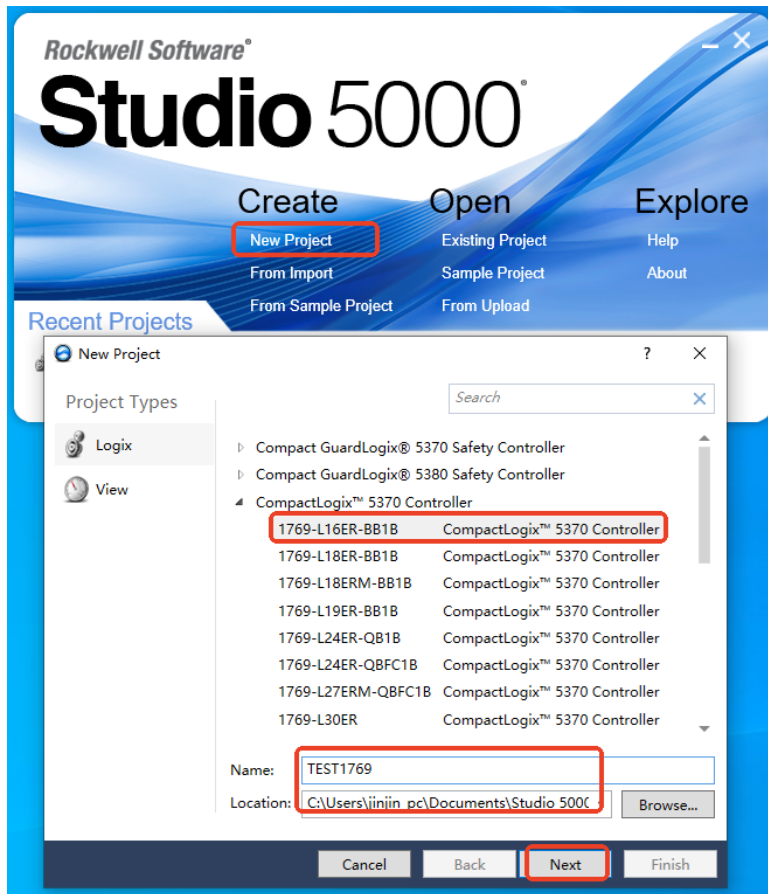 Rockwell Software®
Studio 5000®
Create Open Explore
New Project Existing Project Help
From Import Sample Project About
From Sample Project From Upload
Recent Projects
New Project ? ×
Project Types Search
Logix
View
Compact GuardLogix® 5370 Safety Controller
Compact GuardLogix® 5380 Safety Controller
CompactLogix™ 5370 Controller
1769-L16ER-BB1B CompactLogix™ 5370 Controller
1769-L18ER-BB1B CompactLogix™ 5370 Controller
1769-L18ERM-BB1B CompactLogix™ 5370 Controller
1769-L19ER-BB1B CompactLogix™ 5370 Controller
1769-L24ER-QB1B CompactLogix™ 5370 Controller
1769-L24ER-QBFC1B CompactLogix™ 5370 Controller
1769-L27ERM-QBFC1B CompactLogix™ 5370 Controller
1769-L30ER CompactLogix™ 5370 Controller
Name: TEST1769
Location: C:\Users\jinjin_pc\Documents\Studio 5000 Browse...
Cancel Back Next Finish